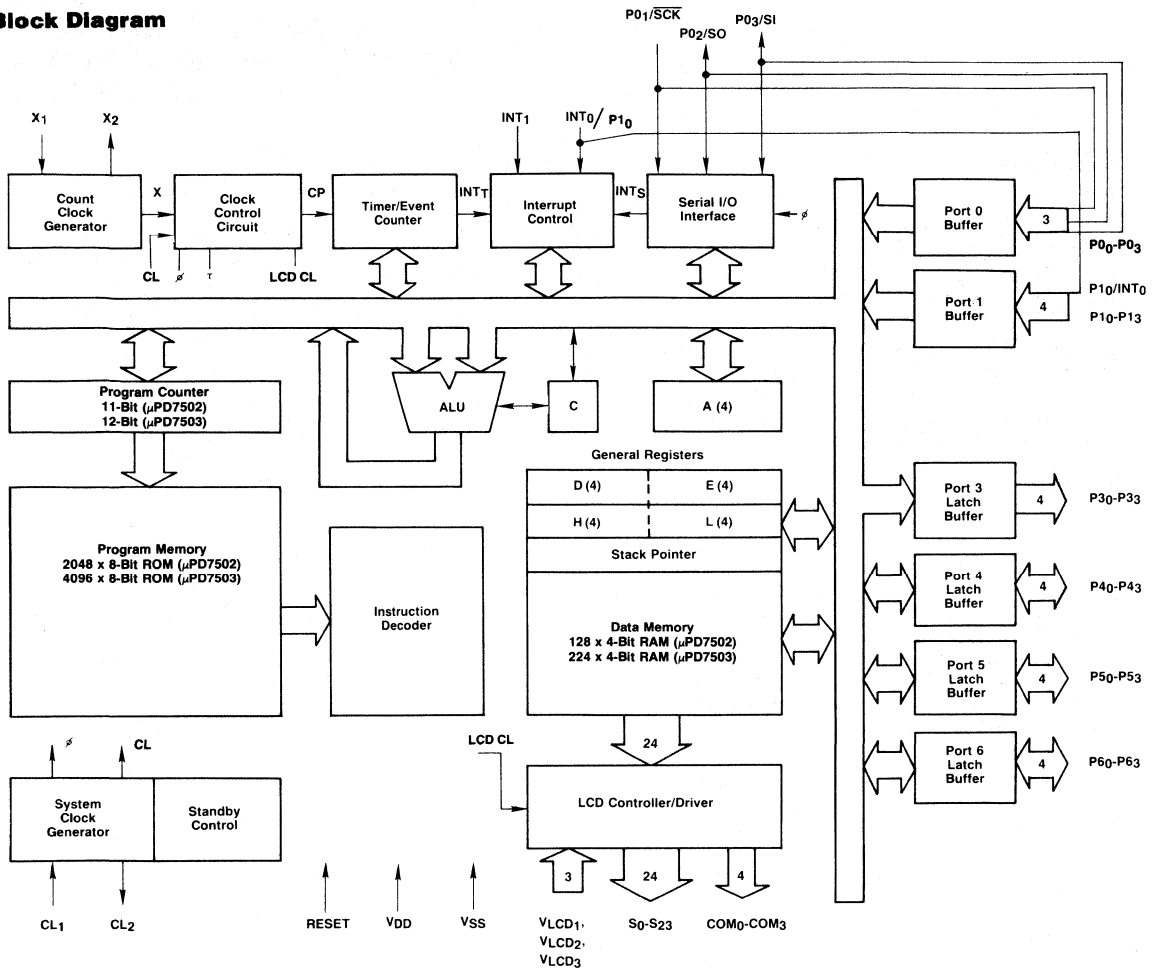 Block Diagram
P01/SCK
P02/SO
P03/SI
X1
X2
INT1
INT0/P10
Count
Clock
Generator
X
Clock
Control
Circuit
CP
Timer/Event
Counter
INTT
Interrupt
Control
INTS
Serial I/O
Interface
ø
Port 0
Buffer
3
P00-P03
CL
ø
τ
LCD CL
Port 1
Buffer
4
P10/INT0
P10-P13
Program Counter
11-Bit (μPD7502)
12-Bit (μPD7503)
ALU
C
A (4)
General Registers
D (4)
E (4)
H (4)
L (4)
Stack Pointer
Port 3
Latch
Buffer
4
P30-P33
Program Memory
2048 x 8-Bit ROM (μPD7502)
4096 x 8-Bit ROM (μPD7503)
Instruction
Decoder
Data Memory
128 x 4-Bit RAM (μPD7502)
224 x 4-Bit RAM (μPD7503)
Port 4
Latch
Buffer
4
P40-P43
Port 5
Latch
Buffer
4
P50-P53
ø
CL
LCD CL
24
Port 6
Latch
Buffer
4
P60-P63
System
Clock
Generator
Standby
Control
LCD Controller/Driver
3
24
4
CL1
CL2
RESET
VDD
VSS
VLCD1,
VLCD2,
VLCD3
S0-S23
COM0-COM3